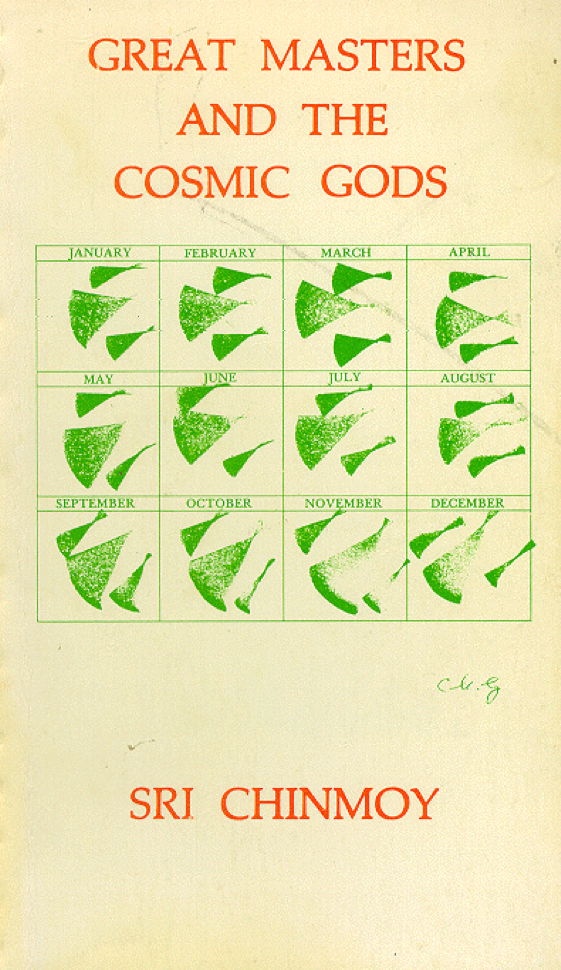 GREAT MASTERS
AND THE
COSMIC GODS
JANUARY FEBRUARY MARCH APRIL
MAY JUNE JULY AUGUST
SEPTEMBER OCTOBER NOVEMBER DECEMBER
SRI CHINMOY